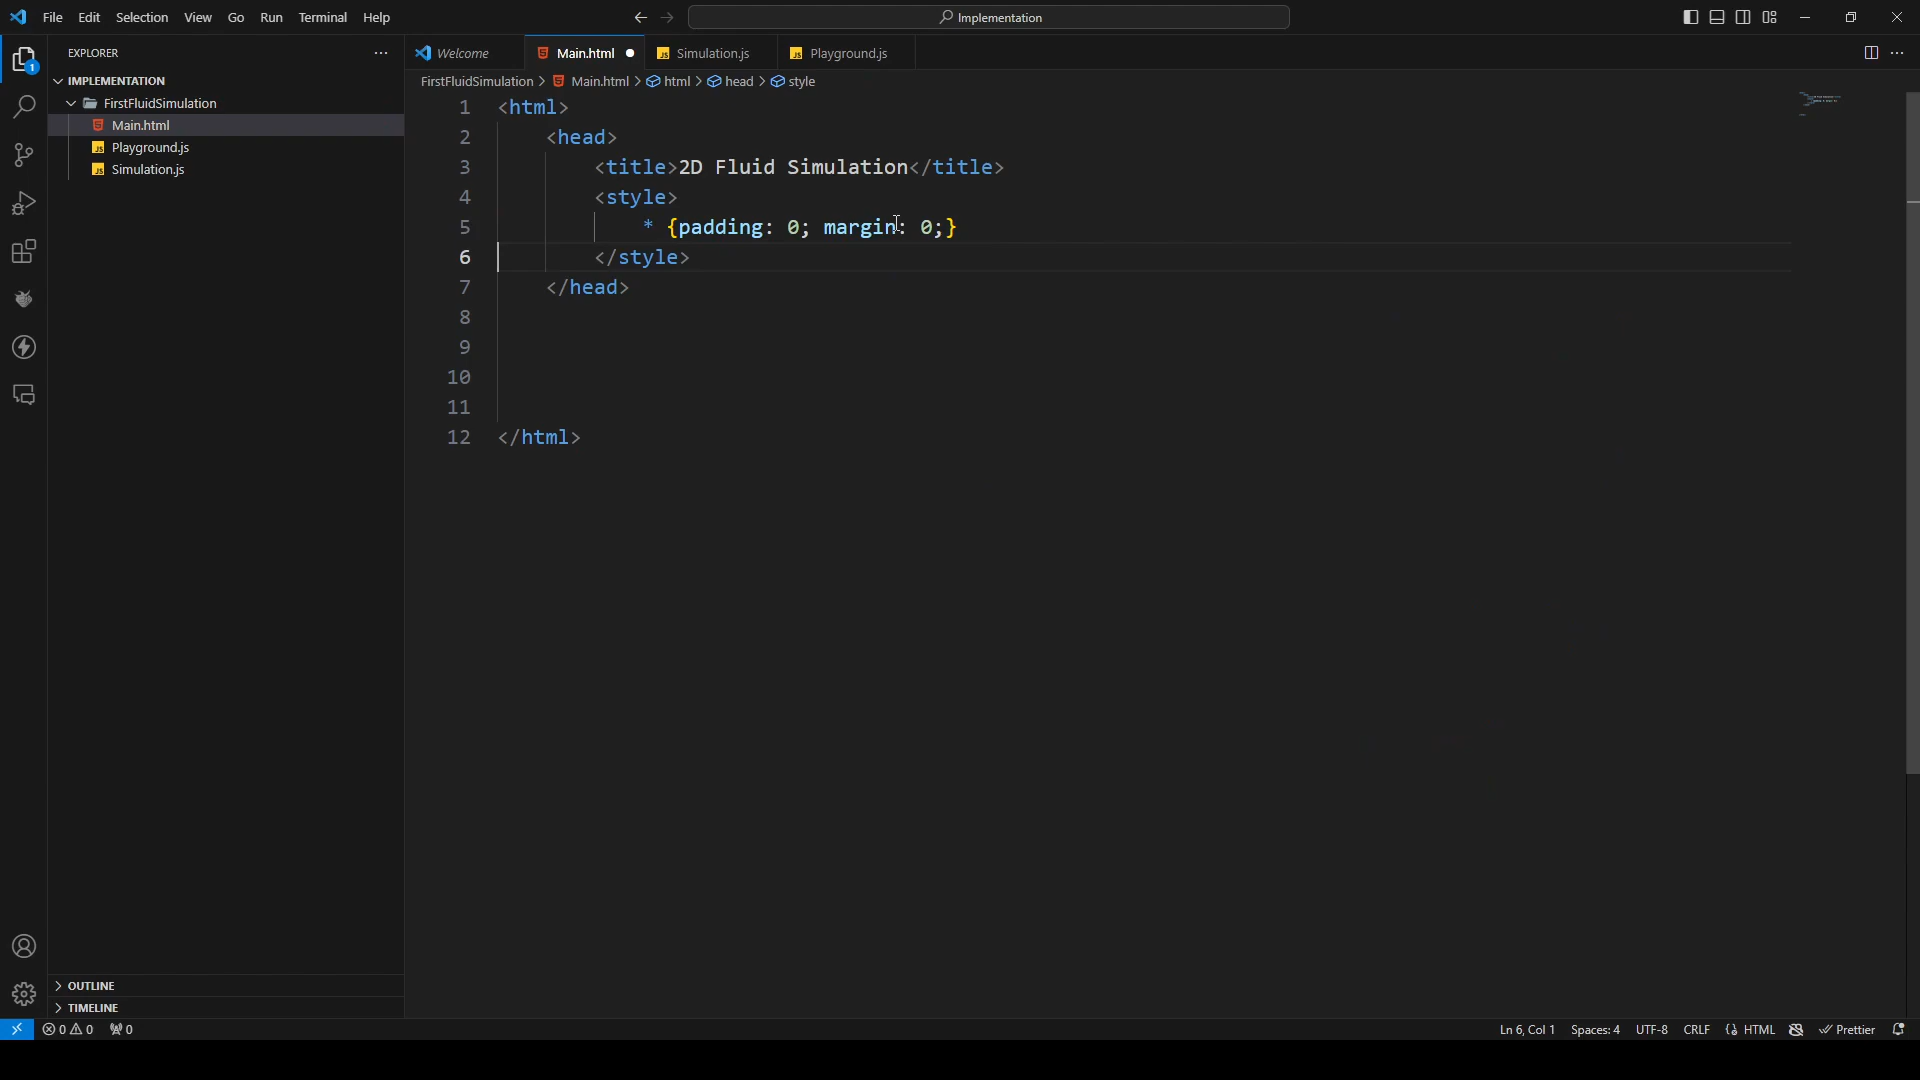 File Edit Selection View Go Run Terminal Help
Implementation
EXPLORER
1
IMPLEMENTATION
FirstFluidSimulation
Main.html
Playground.js
Simulation.js
OUTLINE
TIMELINE
Welcome Main.html Simulation.js Playground.js
FirstFluidSimulation > Main.html > html > head > style
1 <html>
2 <head>
3 <title>2D Fluid Simulation</title>
4 <style>
5 * {padding: 0; margin: 0;}
6 </style>
7 </head>
8
9
10
11
12 </html>
0 0 0 Ln 6, Col 1 Spaces: 4 UTF-8 CRLF HTML Prettier